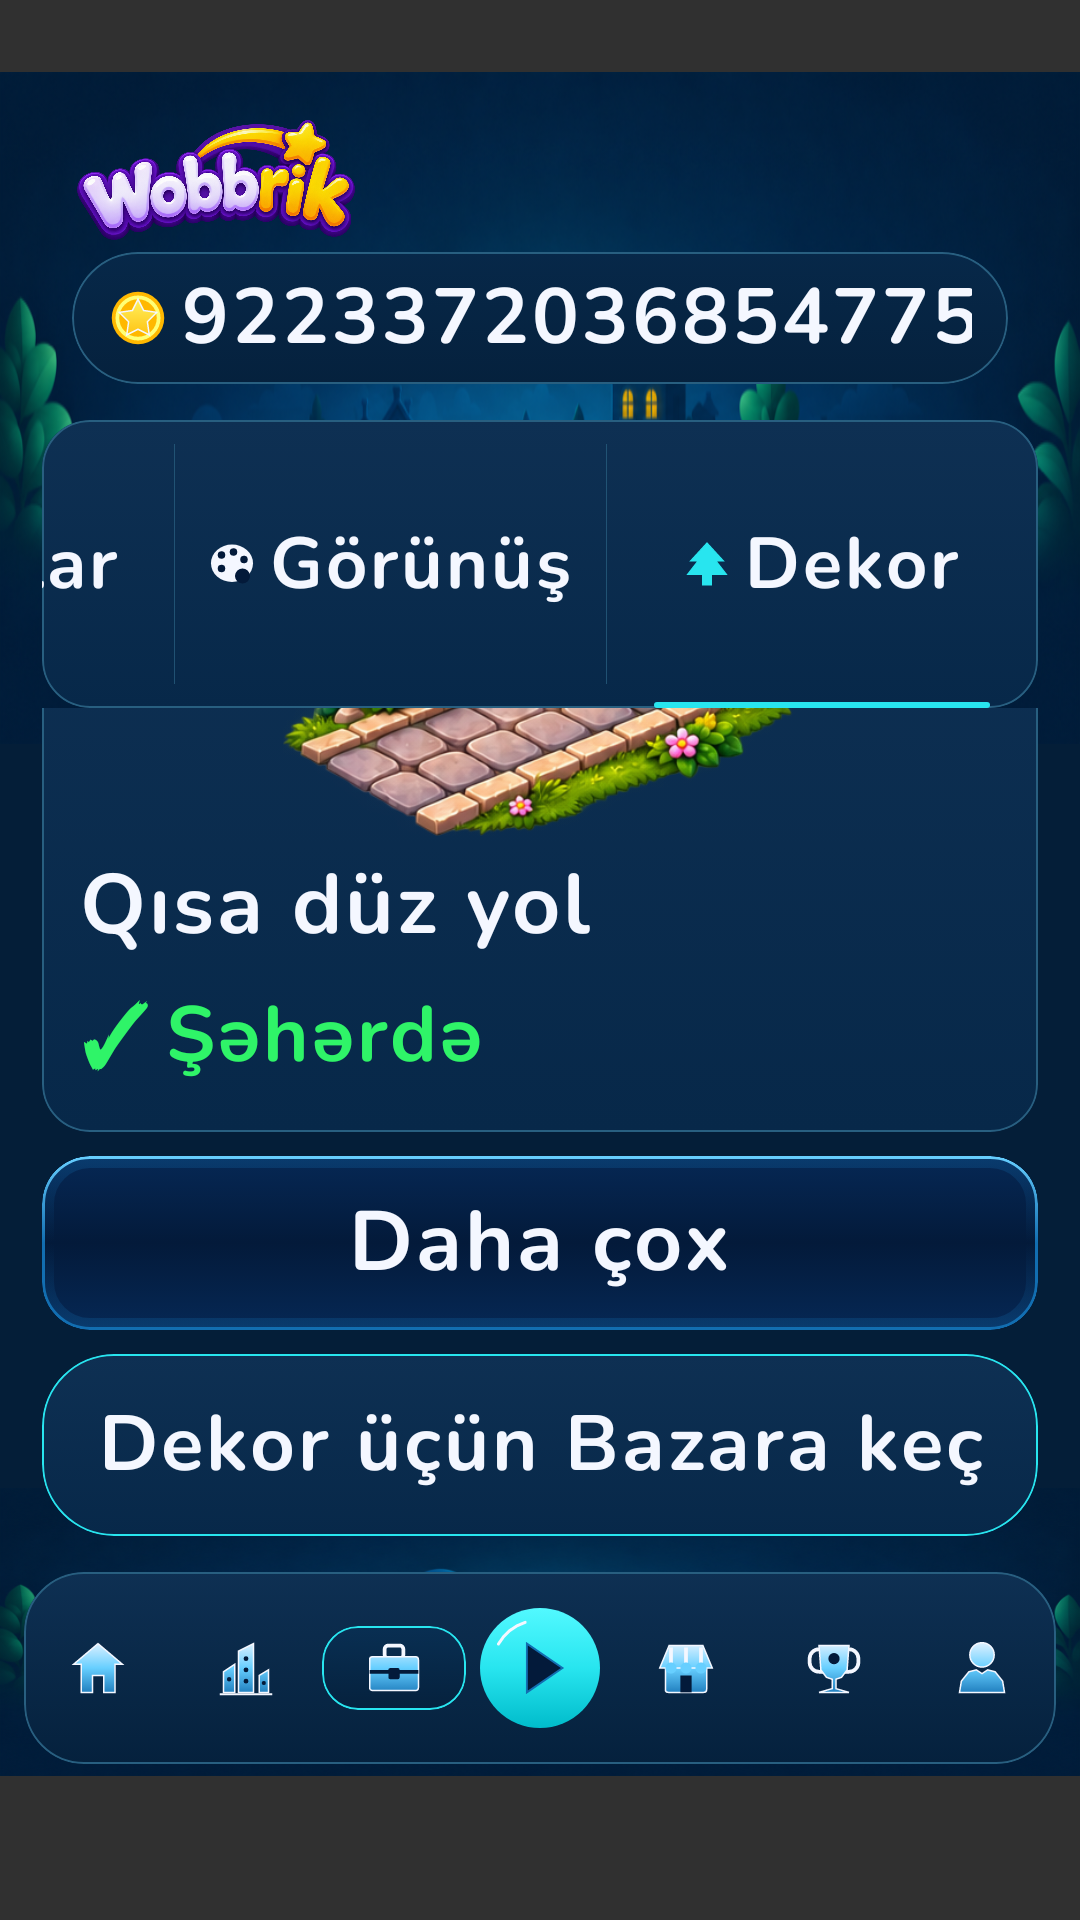 Wobbrik
9223372036854775
ar
Görünüş
Dekor
Qısa düz yol
Şəhərdə
Daha çox
Dekor üçün Bazara keç